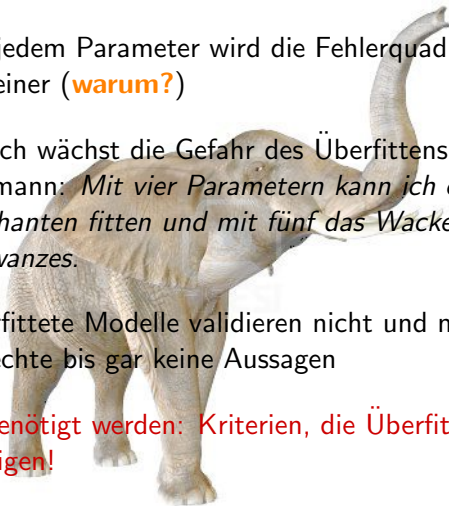 jedem Parameter wird die Fehlerquad
einer (warum?)
ch wächst die Gefahr des Überfittens
mann: Mit vier Parametern kann ich e
hanten fitten und mit fünf das Wacke
wanzes.
rfittete Modelle validieren nicht und m
echte bis gar keine Aussagen
enötigt werden: Kriterien, die Überfit
igen!